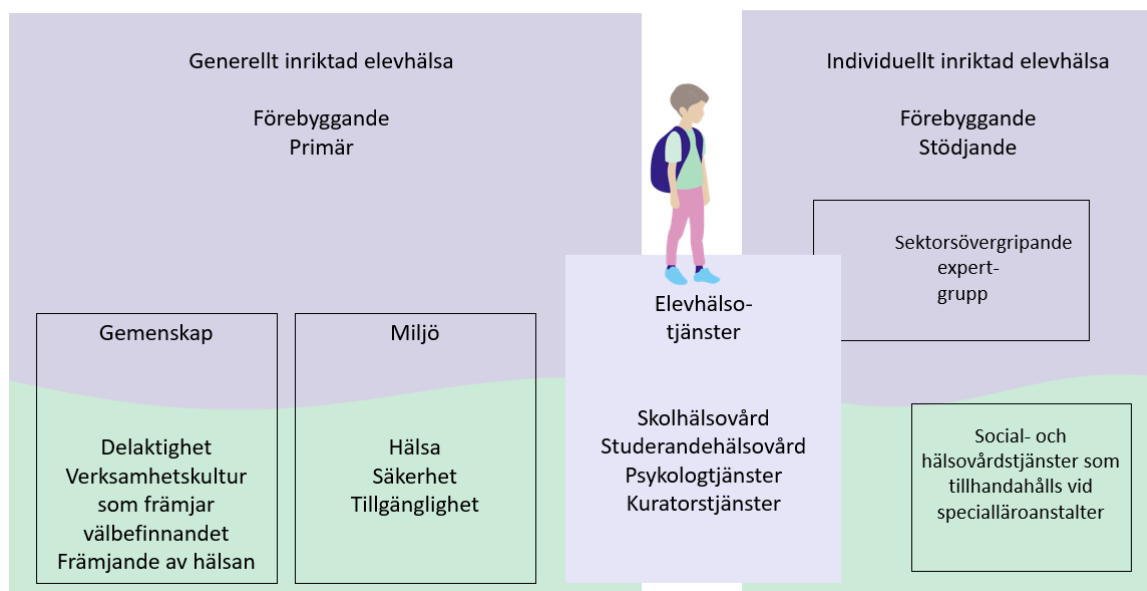 Generellt inriktad elevhälsa
Förebyggande
Primär
Gemenskap
Delaktighet
Verksamhetskultur
som främjar
välbefinnandet
Främjande av hälsan
Miljö
Hälsa
Säkerhet
Tillgänglighet
Elevhälso-
tjänster
Skolhälsovård
Studerandehälsovård
Psykologtjänster
Kuratorstjänster
Individuellt inriktad elevhälsa
Förebyggande
Stödjande
Sektorsövergripande
expert-
grupp
Social- och
hälsovårdstjänster som
tillhandahålls vid
specialläroanstalter